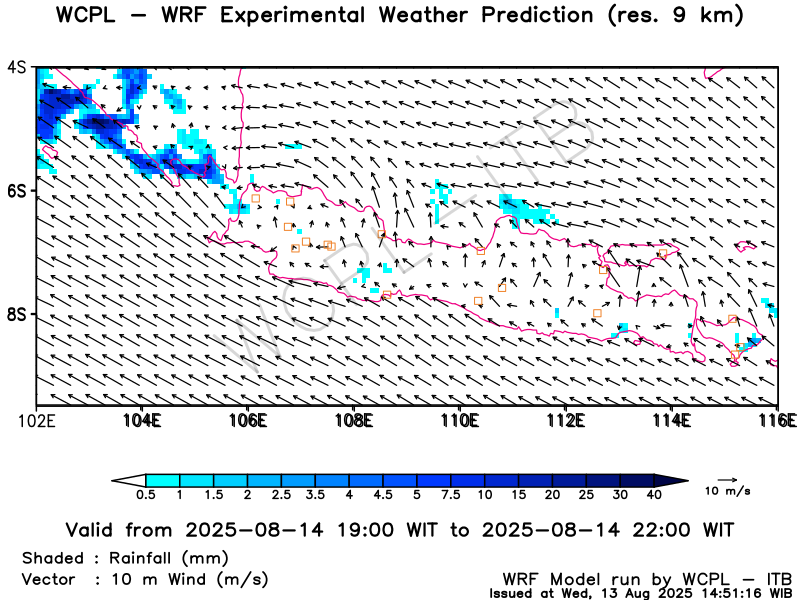 WCPL – WRF Experimental Weather Prediction (res. 9 km)
4S
6S
8S
102E 104E 106E 108E 110E 112E 114E 116E
WCPL-ITB
0.5 1 1.5 2 2.5 3.5 4 4.5 5 7.5 10 15 20 25 30 40
10 m/s
Valid from 2025–08–14 19:00 WIT to 2025–08–14 22:00 WIT
Shaded : Rainfall (mm)
Vector : 10 m Wind (m/s)
WRF Model run by WCPL – ITB
Issued at Wed, 13 Aug 2025 14:51:16 WIB